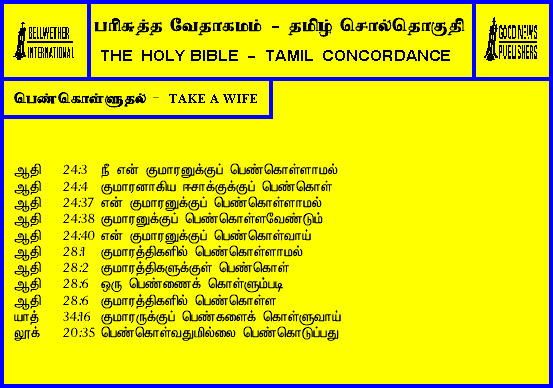 BELLWETHER
INTERNATIONAL
பரிசுத்த வேதாகமம் - தமிழ் சொல்தொகுதி
THE HOLY BIBLE - TAMIL CONCORDANCE
GOOD NEWS
PUBLISHERS
பெண்கொள்ளுதல் - TAKE A WIFE
ஆதி 24:3 நீ என் குமாரனுக்குப் பெண்கொள்ளாமல்
ஆதி 24:4 குமாரனாகிய ஈசாக்குக்குப் பெண்கொள்
ஆதி 24:37 என் குமாரனுக்குப் பெண்கொள்ளாமல்
ஆதி 24:38 குமாரனுக்குப் பெண்கொள்ளவேண்டும்
ஆதி 24:40 என் குமாரனுக்குப் பெண்கொள்வாய்
ஆதி 28:1 குமாரத்திகளில் பெண்கொள்ளாமல்
ஆதி 28:2 குமாரத்திகளுக்குள் பெண்கொள்
ஆதி 28:6 ஒரு பெண்ணைக் கொள்ளும்படி
ஆதி 28:6 குமாரத்திகளில் பெண்கொள்ள
யாத் 34:16 குமாரருக்குப் பெண்களைக் கொள்ளுவாய்
லூக் 20:35 பெண்கொள்வதுமில்லை பெண்கொடுப்பது